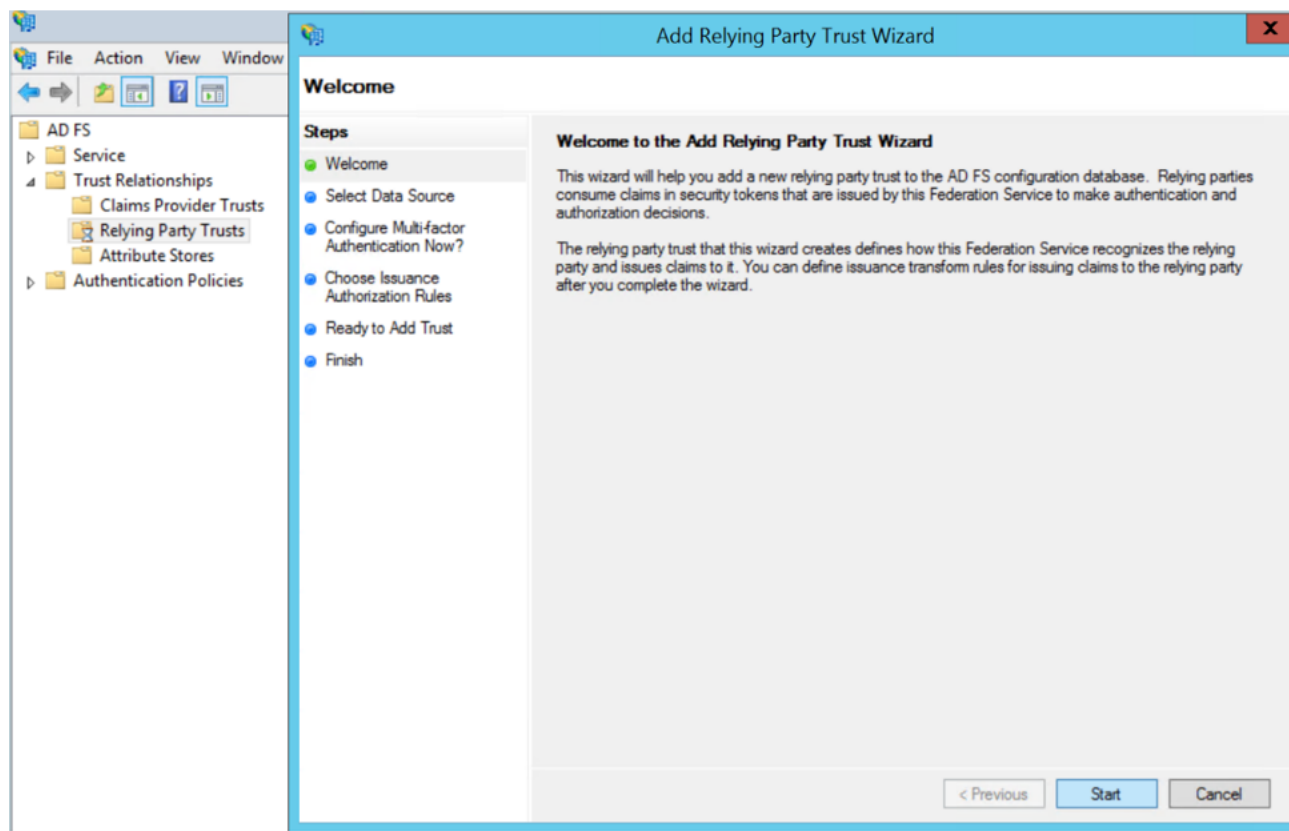 File Action View Window
AD FS
Service
Trust Relationships
Claims Provider Trusts
Relying Party Trusts
Attribute Stores
Authentication Policies
Add Relying Party Trust Wizard
X
Welcome
Steps
Welcome
Select Data Source
Configure Multi-factor
Authentication Now?
Choose Issuance
Authorization Rules
Ready to Add Trust
Finish
Welcome to the Add Relying Party Trust Wizard
This wizard will help you add a new relying party trust to the AD FS configuration database. Relying parties
consume claims in security tokens that are issued by this Federation Service to make authentication and
authorization decisions.
The relying party trust that this wizard creates defines how this Federation Service recognizes the relying
party and issues claims to it. You can define issuance transform rules for issuing claims to the relying party
after you complete the wizard.
< Previous Start Cancel